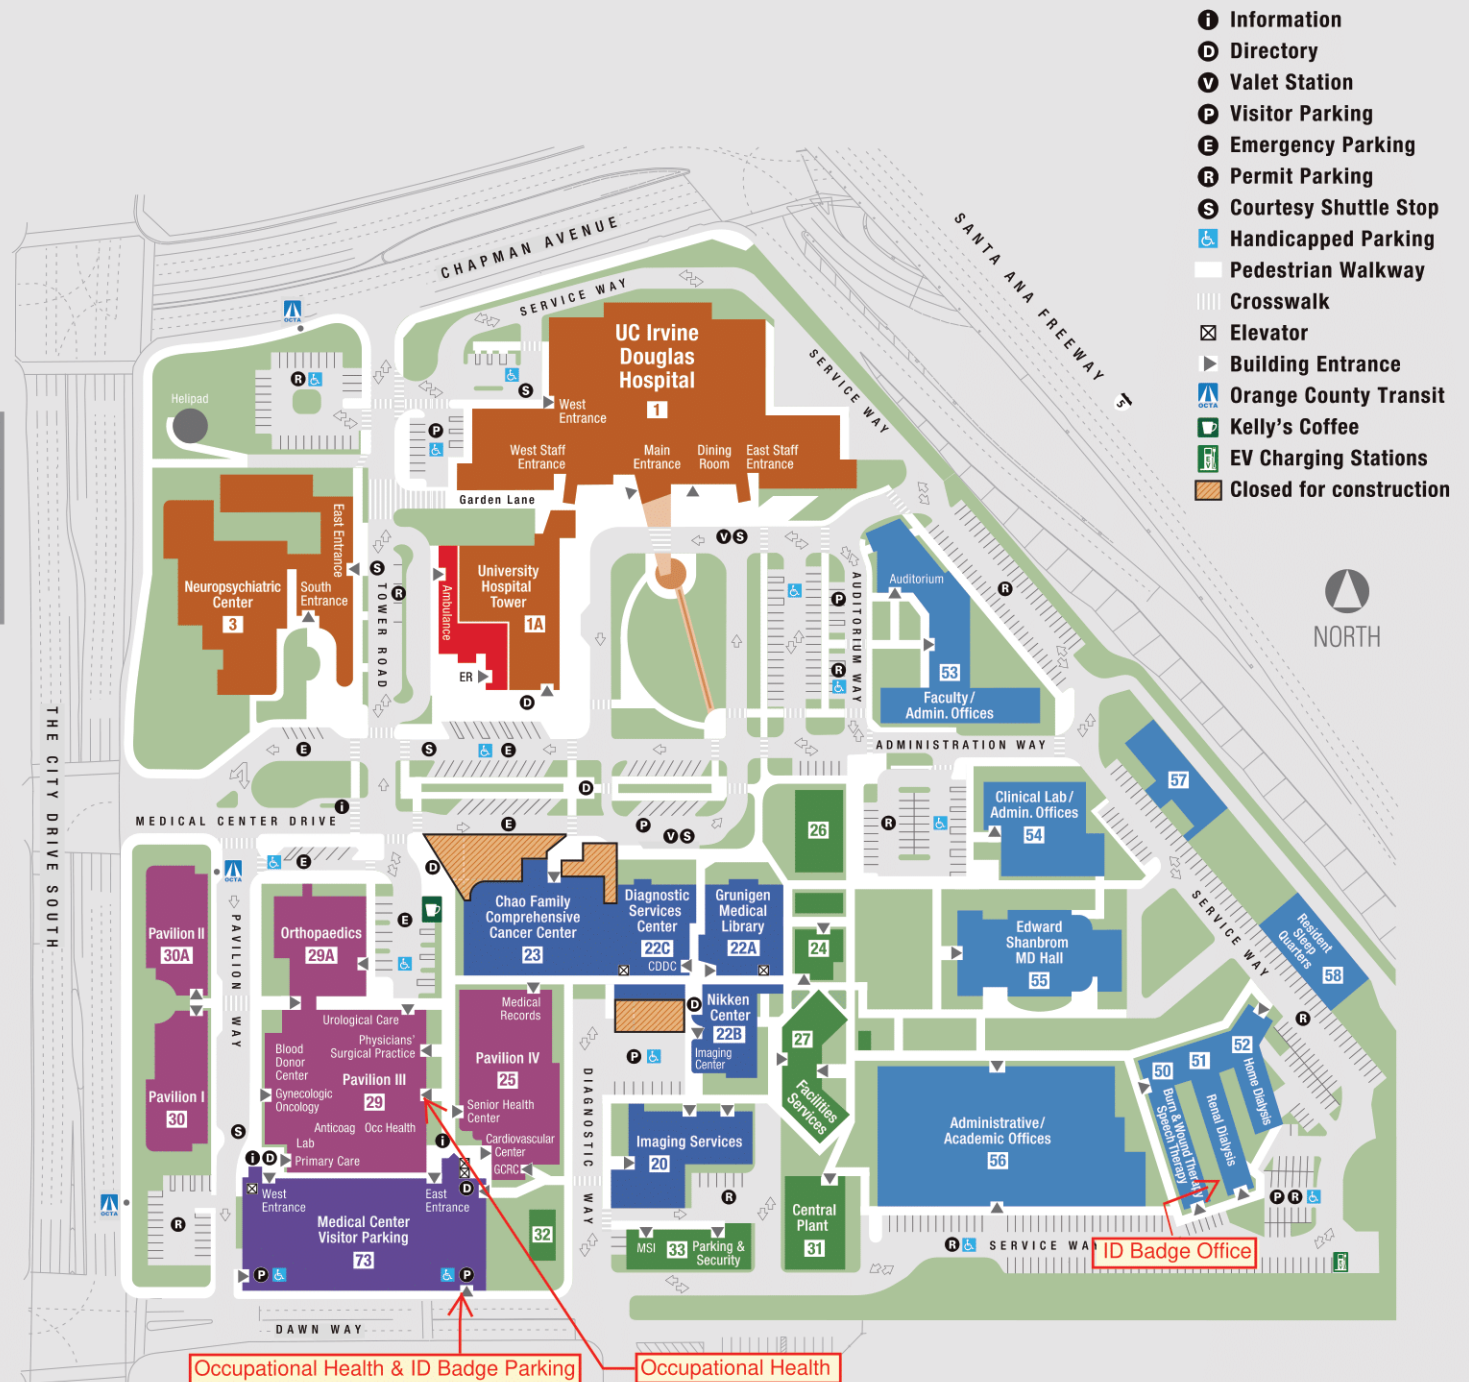 Information
Directory
Valet Station
Visitor Parking
Emergency Parking
Permit Parking
Courtesy Shuttle Stop
Handicapped Parking
Pedestrian Walkway
Crosswalk
Elevator
Building Entrance
Orange County Transit
Kelly's Coffee
EV Charging Stations
Closed for construction
NORTH
CHAPMAN AVENUE
SANTA ANA FREEWAY
5
SERVICE WAY
SERVICE WAY
OCTA
Helipad
UC Irvine
Douglas
Hospital
1
West
Entrance
West Staff
Entrance
Main
Entrance
Dining
Room
East Staff
Entrance
Garden Lane
Neuropsychiatric
Center
3
East Entrance
South
Entrance
TOWER ROAD
Ambulance
ER
University
Hospital
Tower
1A
AUDITORIUM WAY
Auditorium
53
Faculty /
Admin. Offices
ADMINISTRATION WAY
THE CITY DRIVE SOUTH
MEDICAL CENTER DRIVE
57
Clinical Lab /
Admin. Offices
54
26
SERVICE WAY
Resident
Sleep
Quarters
58
OCTA
PAVILION WAY
Pavilion II
30A
Orthopaedics
29A
Chao Family
Comprehensive
Cancer Center
23
Diagnostic
Services
Center
22C
CDDC
Grunigen
Medical
Library
22A
24
Edward
Shanbrom
MD Hall
55
Nikken
Center
22B
Imaging
Center
27
Facilities
Services
Urological Care
Physicians'
Surgical Practice
Blood
Donor
Center
Pavilion III
29
Gynecologic
Oncology
Anticoag
Occ Health
Lab
Primary Care
Medical
Records
Pavilion IV
25
Senior Health
Center
Cardiovascular
Center
GCRC
Pavilion I
30
DIAGNOSTIC WAY
Imaging Services
20
Administrative /
Academic Offices
56
50
51
52
Burn & Wound Therapy
Speech Therapy
Renal Dialysis
Home Dialysis
OCTA
West
Entrance
East
Entrance
Medical Center
Visitor Parking
73
32
MSI
33
Parking &
Security
Central
Plant
31
SERVICE WAY
ID Badge Office
DAWN WAY
Occupational Health & ID Badge Parking
Occupational Health